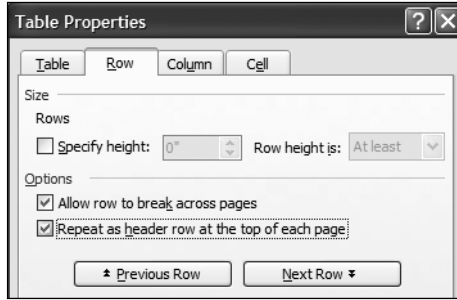 Table Properties
Table Row Column Cell
Size
Rows
Specify height: 0" Row height is: At least
Options
Allow row to break across pages
Repeat as header row at the top of each page
Previous Row Next Row